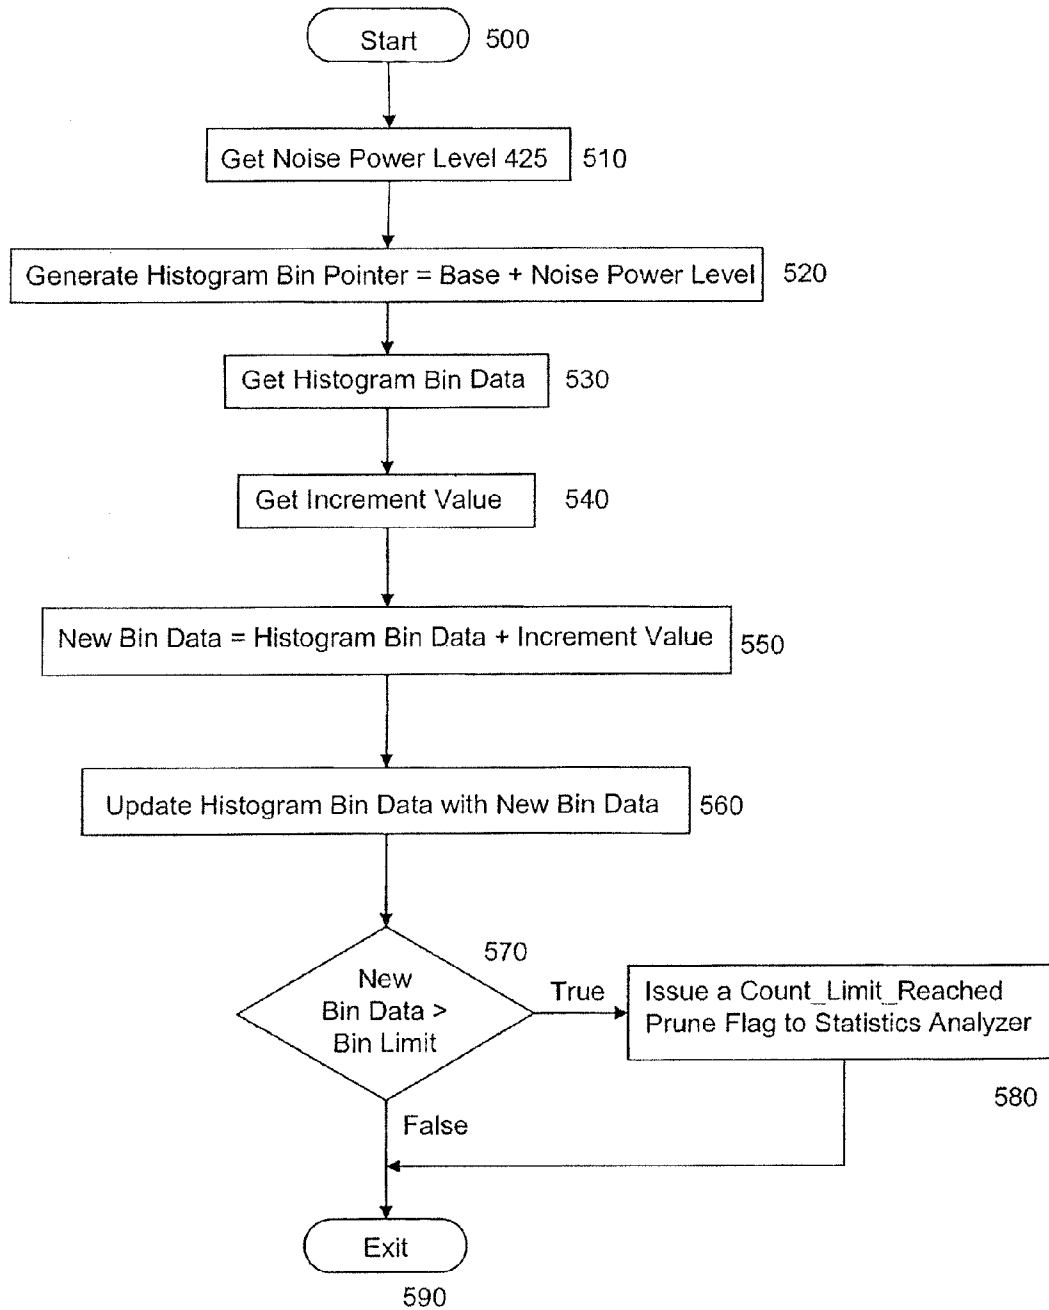 Start
500
Get Noise Power Level 425
510
Generate Histogram Bin Pointer = Base + Noise Power Level
520
Get Histogram Bin Data
530
Get Increment Value
540
New Bin Data = Histogram Bin Data + Increment Value
550
Update Histogram Bin Data with New Bin Data
560
570
New
Bin Data >
Bin Limit
True
Issue a Count_Limit_Reached
Prune Flag to Statistics Analyzer
580
False
Exit
590